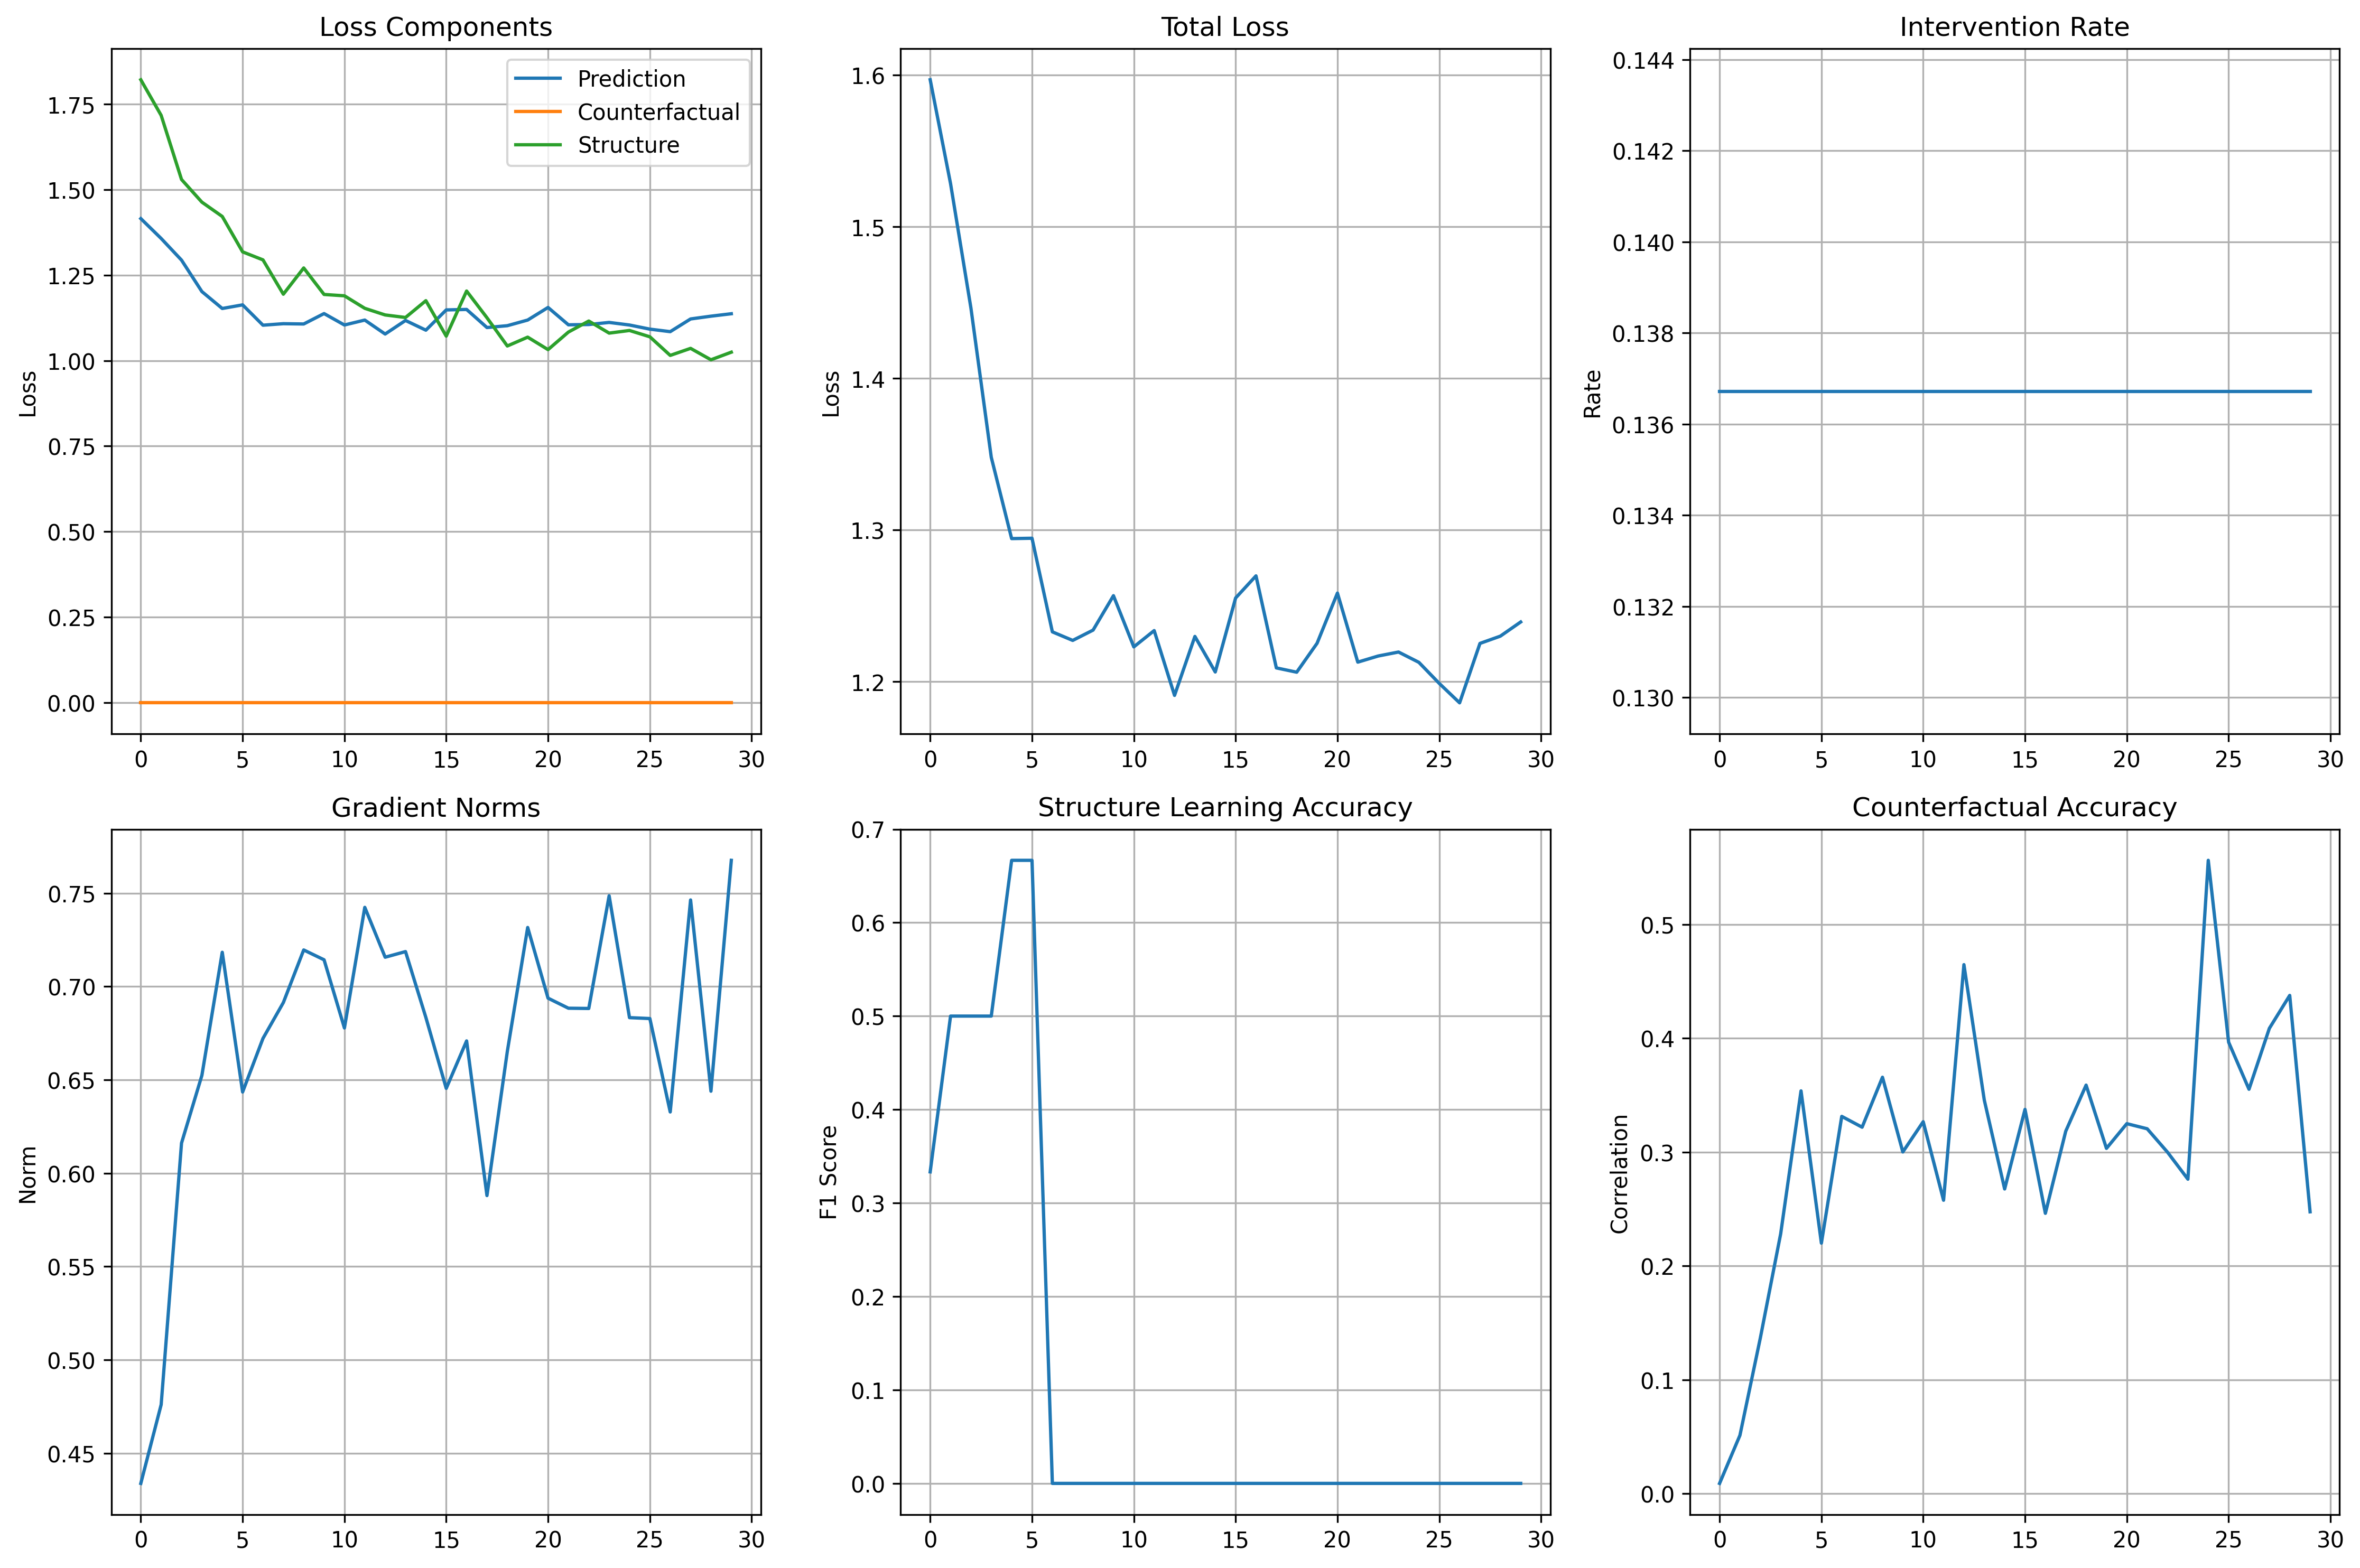 Loss Components
Loss
1.75
1.50
1.25
1.00
0.75
0.50
0.25
0.00
Prediction
Counterfactual
Structure
0 5 10 15 20 25 30
Total Loss
Loss
1.6
1.5
1.4
1.3
1.2
0 5 10 15 20 25 30
Intervention Rate
Rate
0.144
0.142
0.140
0.138
0.136
0.134
0.132
0.130
0 5 10 15 20 25 30
Gradient Norms
Norm
0.75
0.70
0.65
0.60
0.55
0.50
0.45
0 5 10 15 20 25 30
Structure Learning Accuracy
F1 Score
0.7
0.6
0.5
0.4
0.3
0.2
0.1
0.0
0 5 10 15 20 25 30
Counterfactual Accuracy
Correlation
0.5
0.4
0.3
0.2
0.1
0.0
0 5 10 15 20 25 30